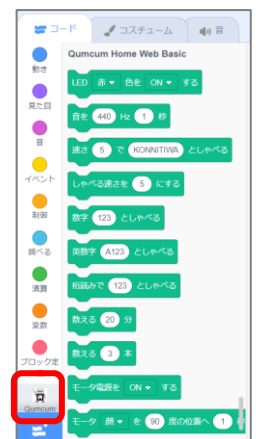 コード コスチューム 音
Qumcum Home Web Basic
動き
見た目
音
イベント
制御
調べる
演算
変数
ブロック定
Qumcum
LED 赤 色を ON する
音を 440 Hz 1 秒
速さ 5 で KONNITIWA としゃべる
しゃべる速さを 5 にする
数字 123 としゃべる
英数字 A123 としゃべる
桁読みで 123 としゃべる
数える 20 分
数える 3 本
モータ電源を ON する
モータ 顔 を 90 度の位置へ 1